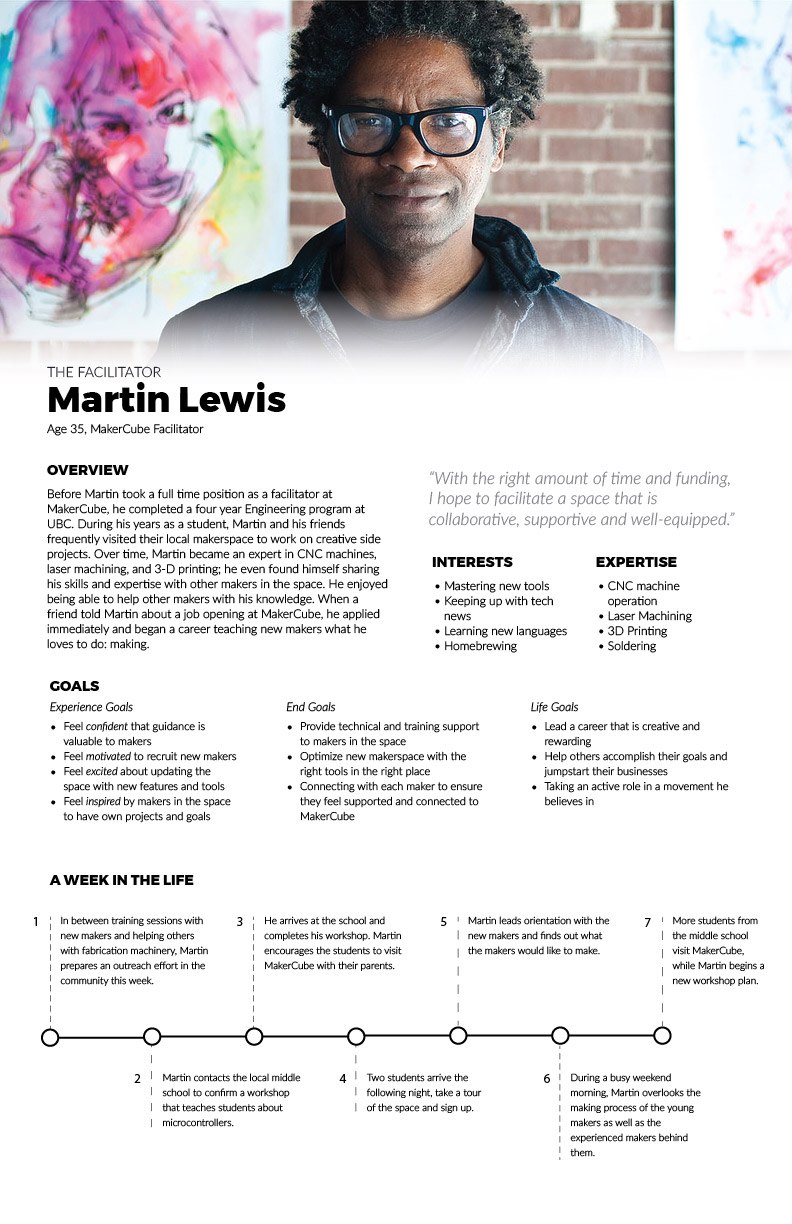 THE FACILITATOR
Martin Lewis
Age 35, MakerCube Facilitator
OVERVIEW
Before Martin took a full time position as a facilitator at
MakerCube, he completed a four year Engineering program at
UBC. During his years as a student, Martin and his friends
frequently visited their local makerspace to work on creative side
projects. Over time, Martin became an expert in CNC machines,
laser machining, and 3-D printing; he even found himself sharing
his skills and expertise with other makers in the space. He enjoyed
being able to help other makers with his knowledge. When a
friend told Martin about a job opening at MakerCube, he applied
immediately and began a career teaching new makers what he
loves to do: making.
“With the right amount of time and funding,
I hope to facilitate a space that is
collaborative, supportive and well-equipped.”
INTERESTS
• Mastering new tools
• Keeping up with tech
news
• Learning new languages
• Homebrewing
EXPERTISE
• CNC machine
operation
• Laser Machining
• 3D Printing
• Soldering
GOALS
Experience Goals
• Feel confident that guidance is
valuable to makers
• Feel motivated to recruit new makers
• Feel excited about updating the
space with new features and tools
• Feel inspired by makers in the space
to have own projects and goals
End Goals
• Provide technical and training support
to makers in the space
• Optimize new makerspace with the
right tools in the right place
• Connecting with each maker to ensure
they feel supported and connected to
MakerCube
Life Goals
• Lead a career that is creative and
rewarding
• Help others accomplish their goals and
jumpstart their businesses
• Taking an active role in a movement he
believes in
A WEEK IN THE LIFE
1 In between training sessions with
new makers and helping others
with fabrication machinery, Martin
prepares an outreach effort in the
community this week.
2 Martin contacts the local middle
school to confirm a workshop
that teaches students about
microcontrollers.
3 He arrives at the school and
completes his workshop. Martin
encourages the students to visit
MakerCube with their parents.
4 Two students arrive the
following night, take a tour
of the space and sign up.
5 Martin leads orientation with the
new makers and finds out what
the makers would like to make.
6 During a busy weekend
morning, Martin overlooks the
making process of the young
makers as well as the
experienced makers behind
them.
7 More students from
the middle school
visit MakerCube,
while Martin begins a
new workshop plan.